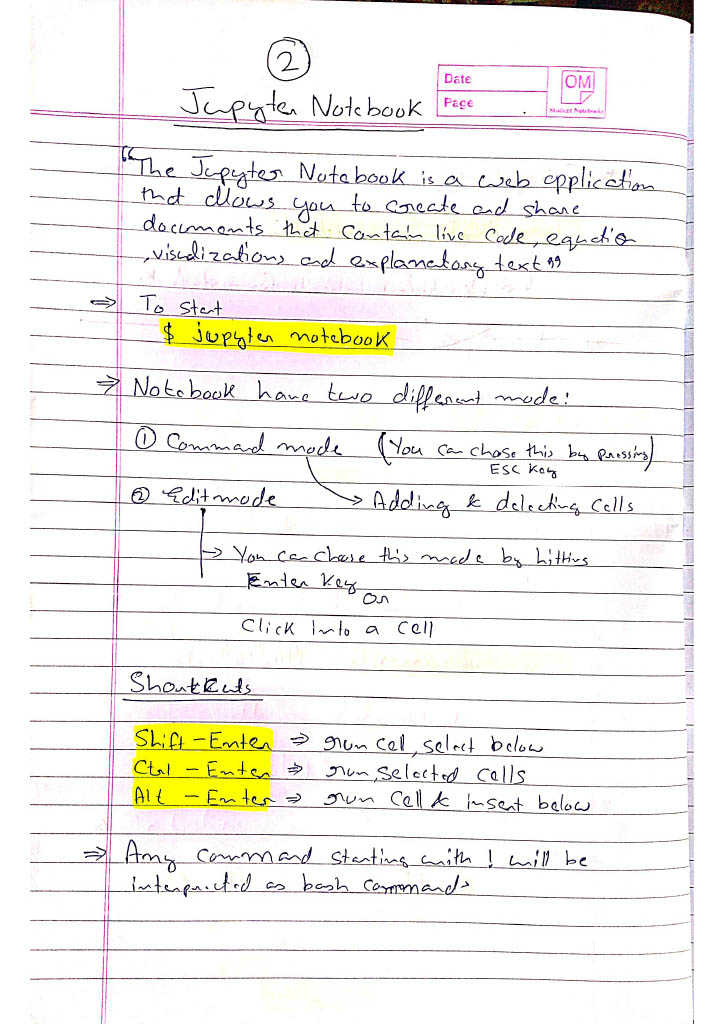 2
Date
OM
Jupyter Notebook
Page
Student Notebooks
“The Jupyter Notebook is a web application
that allows you to create and share
documents that contain live code, equatio
, visualizations and explanatory text”
⇒ To Start
$ jupyter notebook
⇒ Notebook have two different mode:
① Command mode (You can chose this by pressing)
ESC Key
② Edit mode → Adding & delecting Cells
→ You can chose this mode by hitting
Enter Key
On
Click into a cell
Shortkuts
Shift - Enter ⇒ run cell, select below
Ctrl - Enter ⇒ run, selected cells
Alt - Enter ⇒ run cell & insert below
⇒ Any command starting with ! will be
interpreted as bash commands